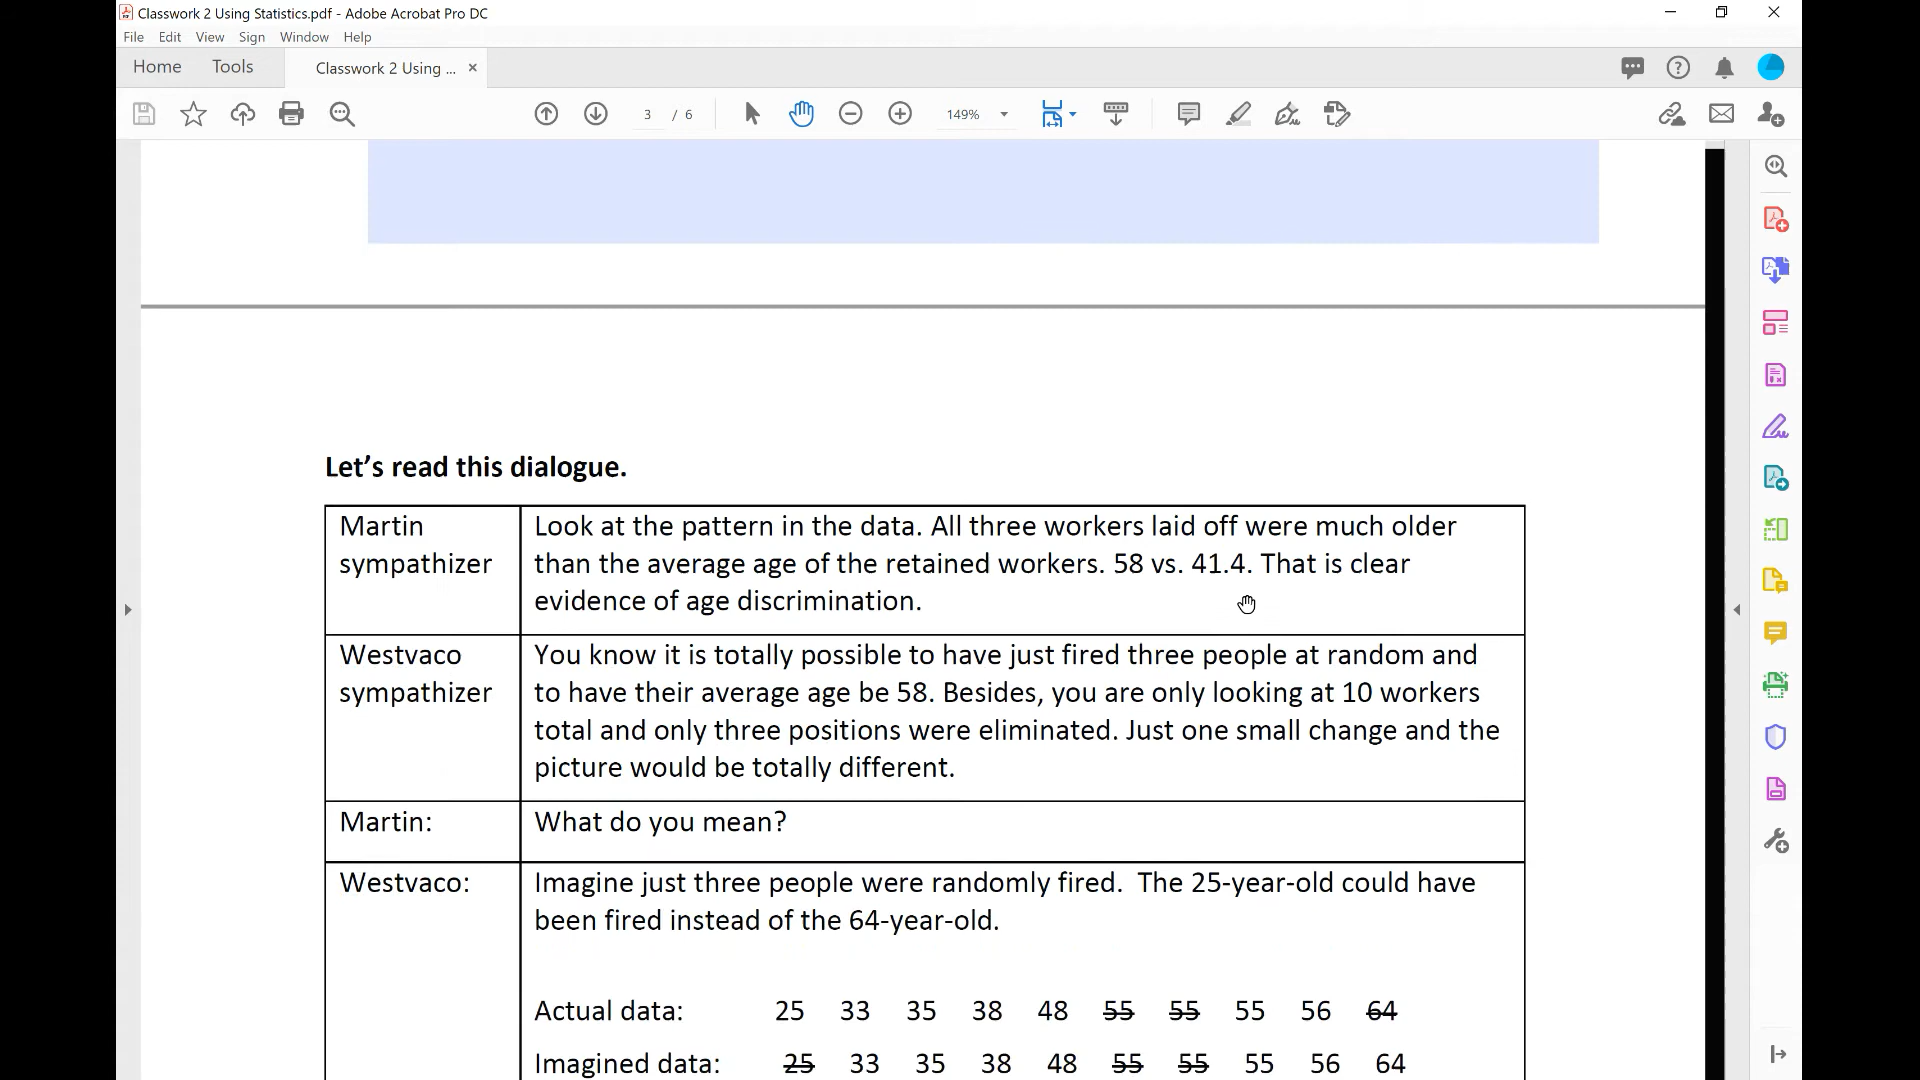 Classwork 2 Using Statistics.pdf - Adobe Acrobat Pro DC
File Edit View Sign Window Help
Home Tools Classwork 2 Using ... ×
3 / 6 149%
Let's read this dialogue.
Martin Look at the pattern in the data. All three workers laid off were much older
sympathizer than the average age of the retained workers. 58 vs. 41.4. That is clear
evidence of age discrimination.
Westvaco You know it is totally possible to have just fired three people at random and
sympathizer to have their average age be 58. Besides, you are only looking at 10 workers
total and only three positions were eliminated. Just one small change and the
picture would be totally different.
Martin: What do you mean?
Westvaco: Imagine just three people were randomly fired. The 25-year-old could have
been fired instead of the 64-year-old.
Actual data: 25 33 35 38 48 55 55 55 56 64
Imagined data: 25 33 35 38 48 55 55 55 56 64